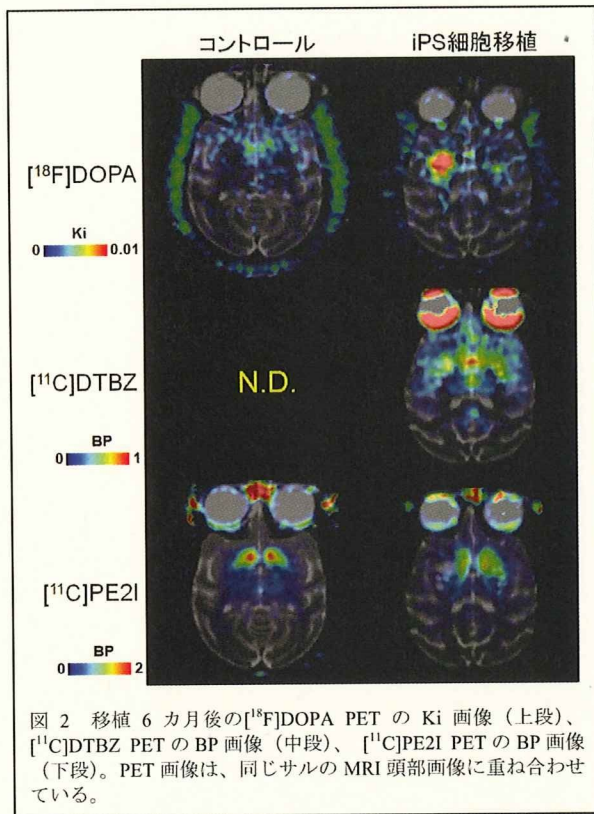 コントロール
iPS細胞移植
[¹⁸F]DOPA
Ki
0 0.01
[¹¹C]DTBZ
N.D.
BP
0 1
[¹¹C]PE2I
BP
0 2
図 2 移植 6 カ月後の[¹⁸F]DOPA PET の Ki 画像（上段）、
[¹¹C]DTBZ PET の BP 画像（中段）、 [¹¹C]PE2I PET の BP 画像
（下段）。PET 画像は、同じサルの MRI 頭部画像に重ね合わせ
ている。